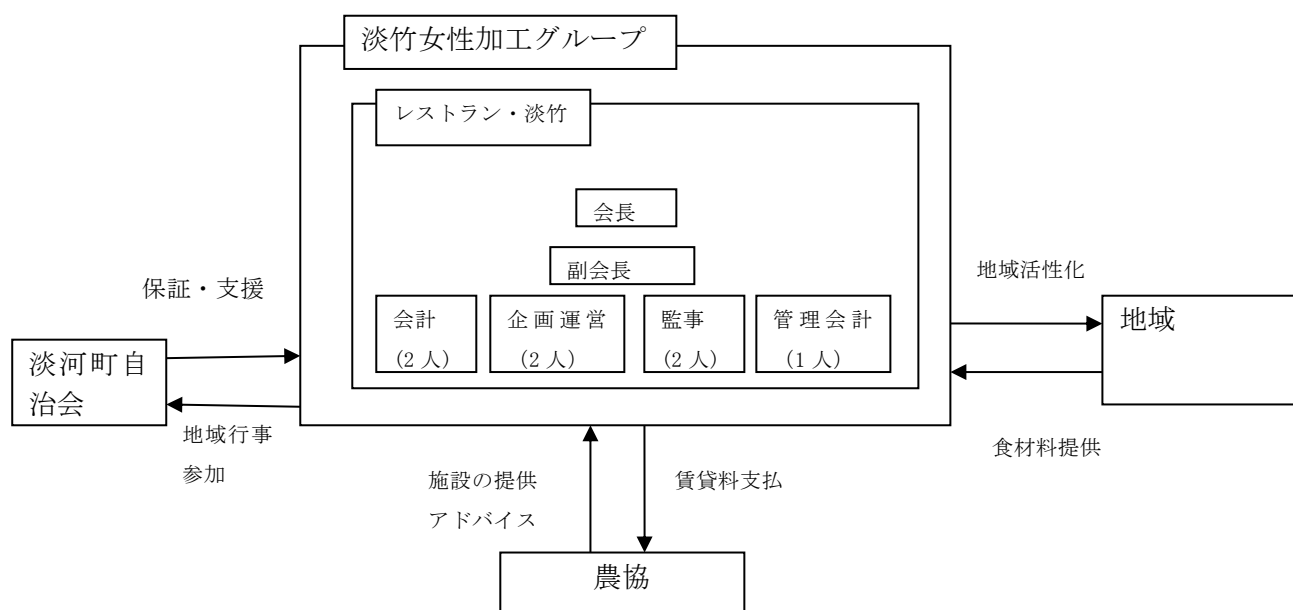 淡竹女性加工グループ
レストラン・淡竹
会長
副会長
会計
(2 人)
企画運営
(2 人)
監事
(2 人)
管理会計
(1 人)
保証・支援
淡河町自
治会
地域行事
参加
地域活性化
地域
食材料提供
施設の提供
アドバイス
賃貸料支払
農協